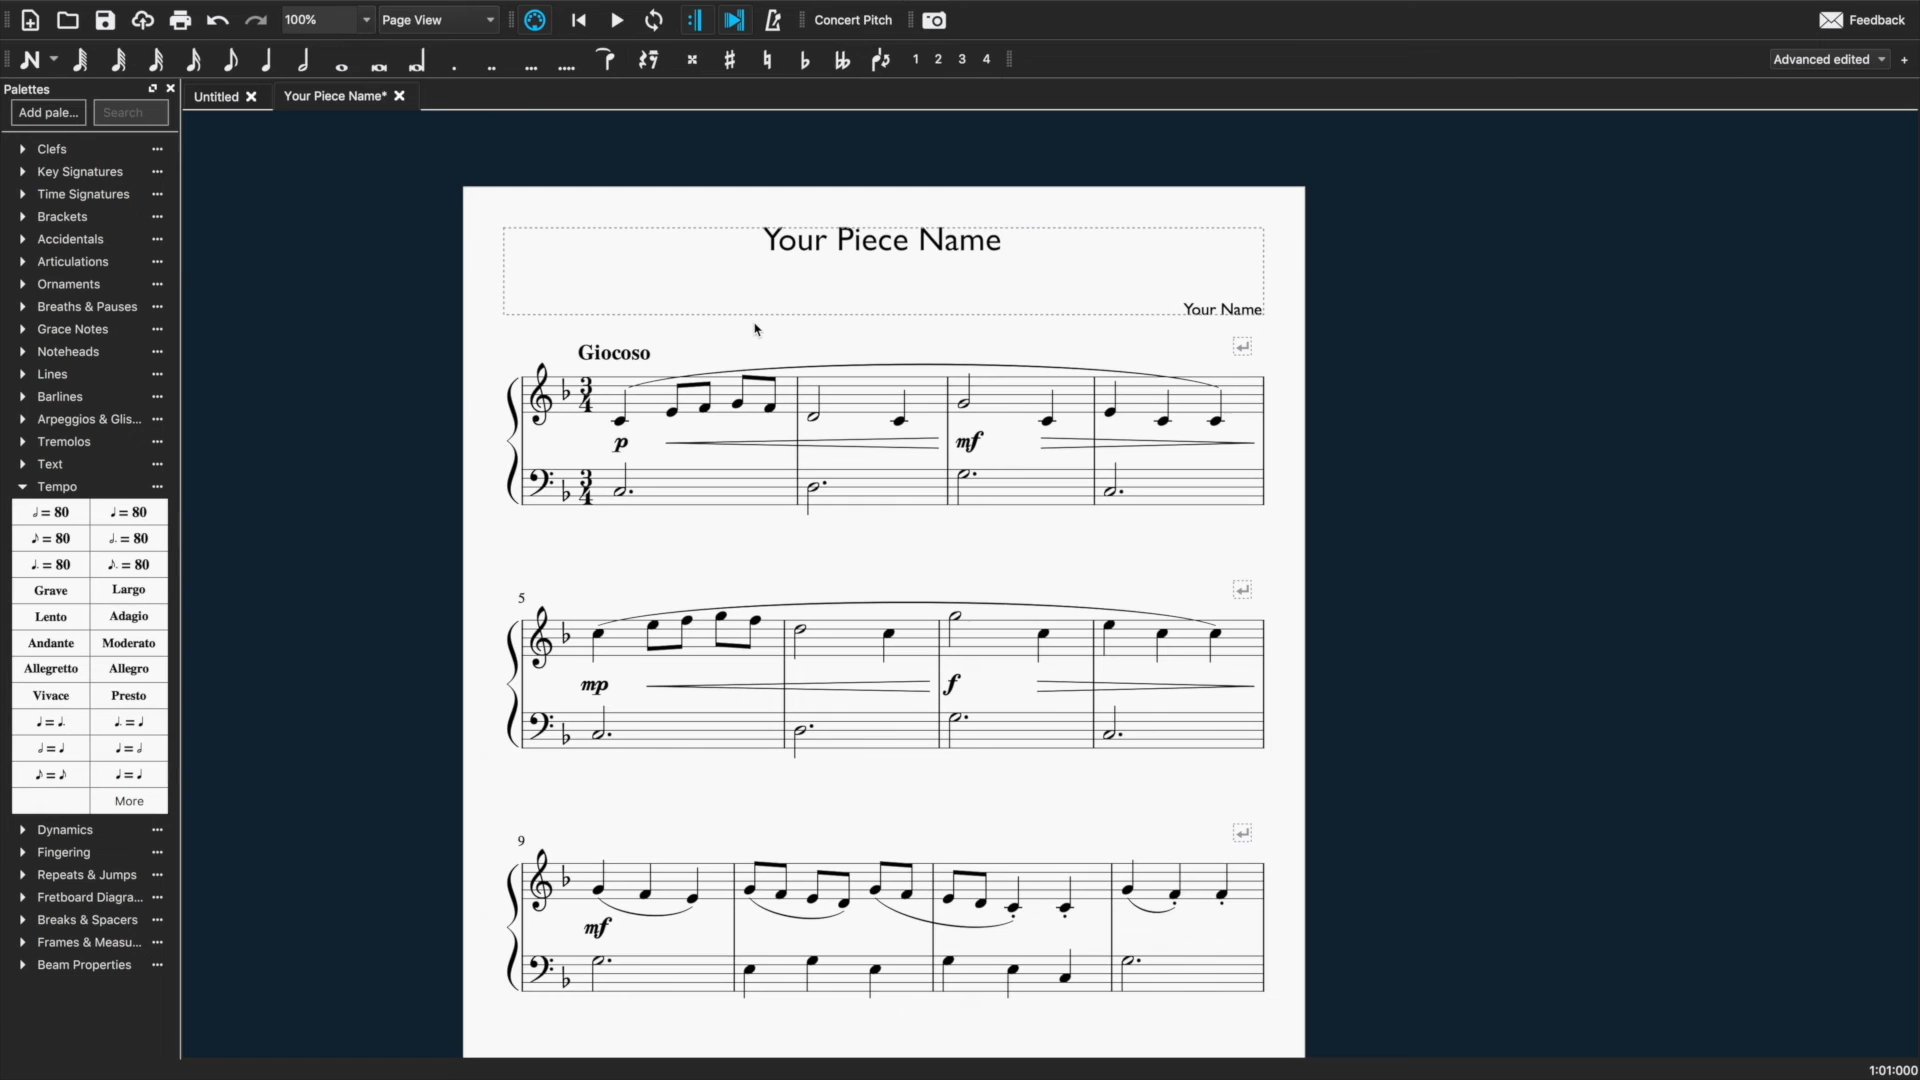 100%
Page View
Concert Pitch
Feedback
1 2 3 4
Advanced edited
+
Palettes
Add pale...
Search
Untitled
Your Piece Name*
Clefs
Key Signatures
Time Signatures
Brackets
Accidentals
Articulations
Ornaments
Breaths & Pauses
Grace Notes
Noteheads
Lines
Barlines
Arpeggios & Glis...
Tremolos
Text
Tempo
𝅗𝅥 = 80 ♩ = 80
♪ = 80 𝅗𝅥. = 80
♩. = 80 ♪. = 80
Grave Largo
Lento Adagio
Andante Moderato
Allegretto Allegro
Vivace Presto
More
Dynamics
Fingering
Repeats & Jumps
Fretboard Diagra...
Breaks & Spacers
Frames & Measu...
Beam Properties
Your Piece Name
Your Name
Giocoso
3 4
p mf
3 4
5
mp f
9
mf
1:01:000